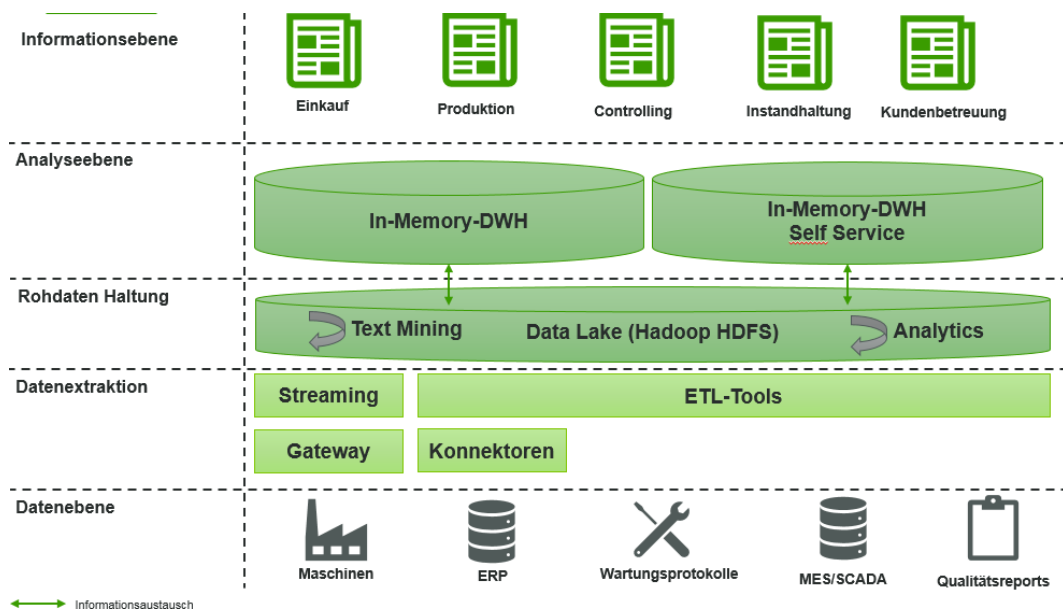 Informationsebene
Einkauf
Produktion
Controlling
Instandhaltung
Kundenbetreuung
Analyseebene
In-Memory-DWH
In-Memory-DWH
Self Service
Rohdaten Haltung
Text Mining
Data Lake (Hadoop HDFS)
Analytics
Datenextraktion
Streaming
ETL-Tools
Gateway
Konnektoren
Datenebene
Maschinen
ERP
Wartungsprotokolle
MES/SCADA
Qualitätsreports
Informationsaustausch